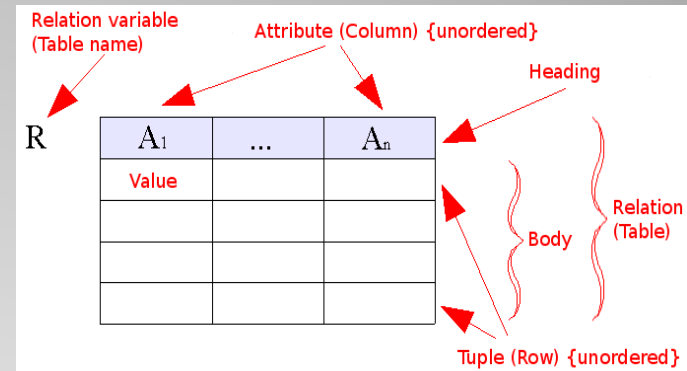 Relation variable
(Table name)
Attribute (Column) {unordered}
Heading
R
A1 ... An
Value
Body
Relation
(Table)
Tuple (Row) {unordered}